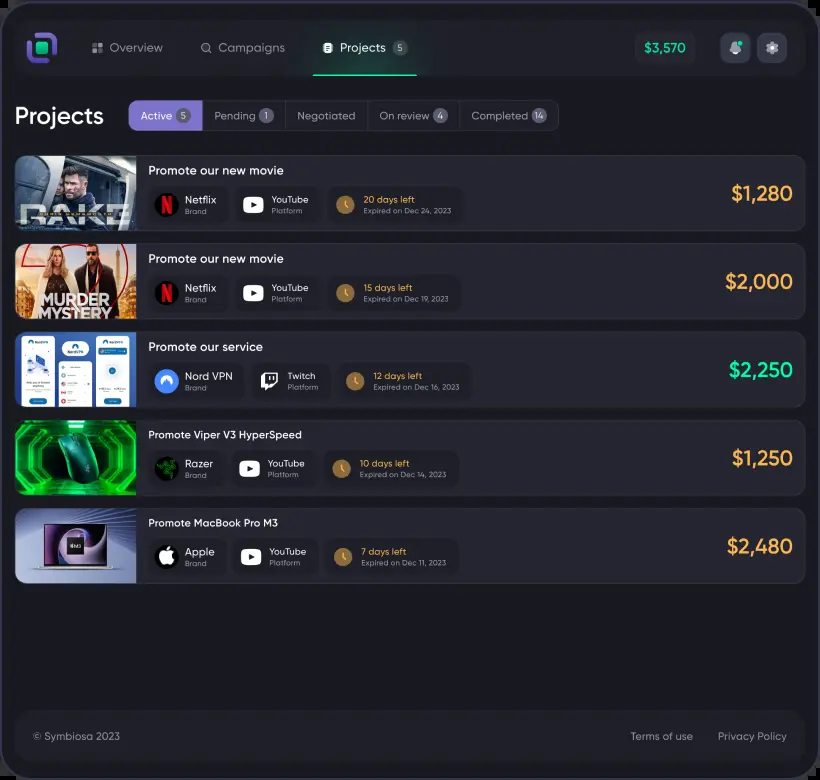 Overview
Campaigns
Projects 5
$3,570
Projects
Active 5
Pending 1
Negotiated
On review 4
Completed 14
Promote our new movie
Netflix
Brand
YouTube
Platform
20 days left
Expired on Dec 24, 2023
$1,280
Promote our new movie
MURDER
MYSTERY
Netflix
Brand
YouTube
Platform
15 days left
Expired on Dec 19, 2023
$2,000
Promote our service
NordVPN
Nord VPN
Brand
Twitch
Platform
12 days left
Expired on Dec 16, 2023
$2,250
Promote Viper V3 HyperSpeed
Razer
Brand
YouTube
Platform
10 days left
Expired on Dec 14, 2023
$1,250
Promote MacBook Pro M3
M3
Apple
Brand
YouTube
Platform
7 days left
Expired on Dec 11, 2023
$2,480
© Symbiosa 2023
Terms of use
Privacy Policy